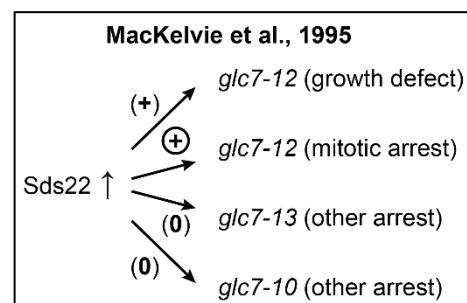 MacKelvie et al., 1995
glc7-12 (growth defect)
(+)
⊕
glc7-12 (mitotic arrest)
Sds22 ↑
glc7-13 (other arrest)
(0)
(0)
glc7-10 (other arrest)